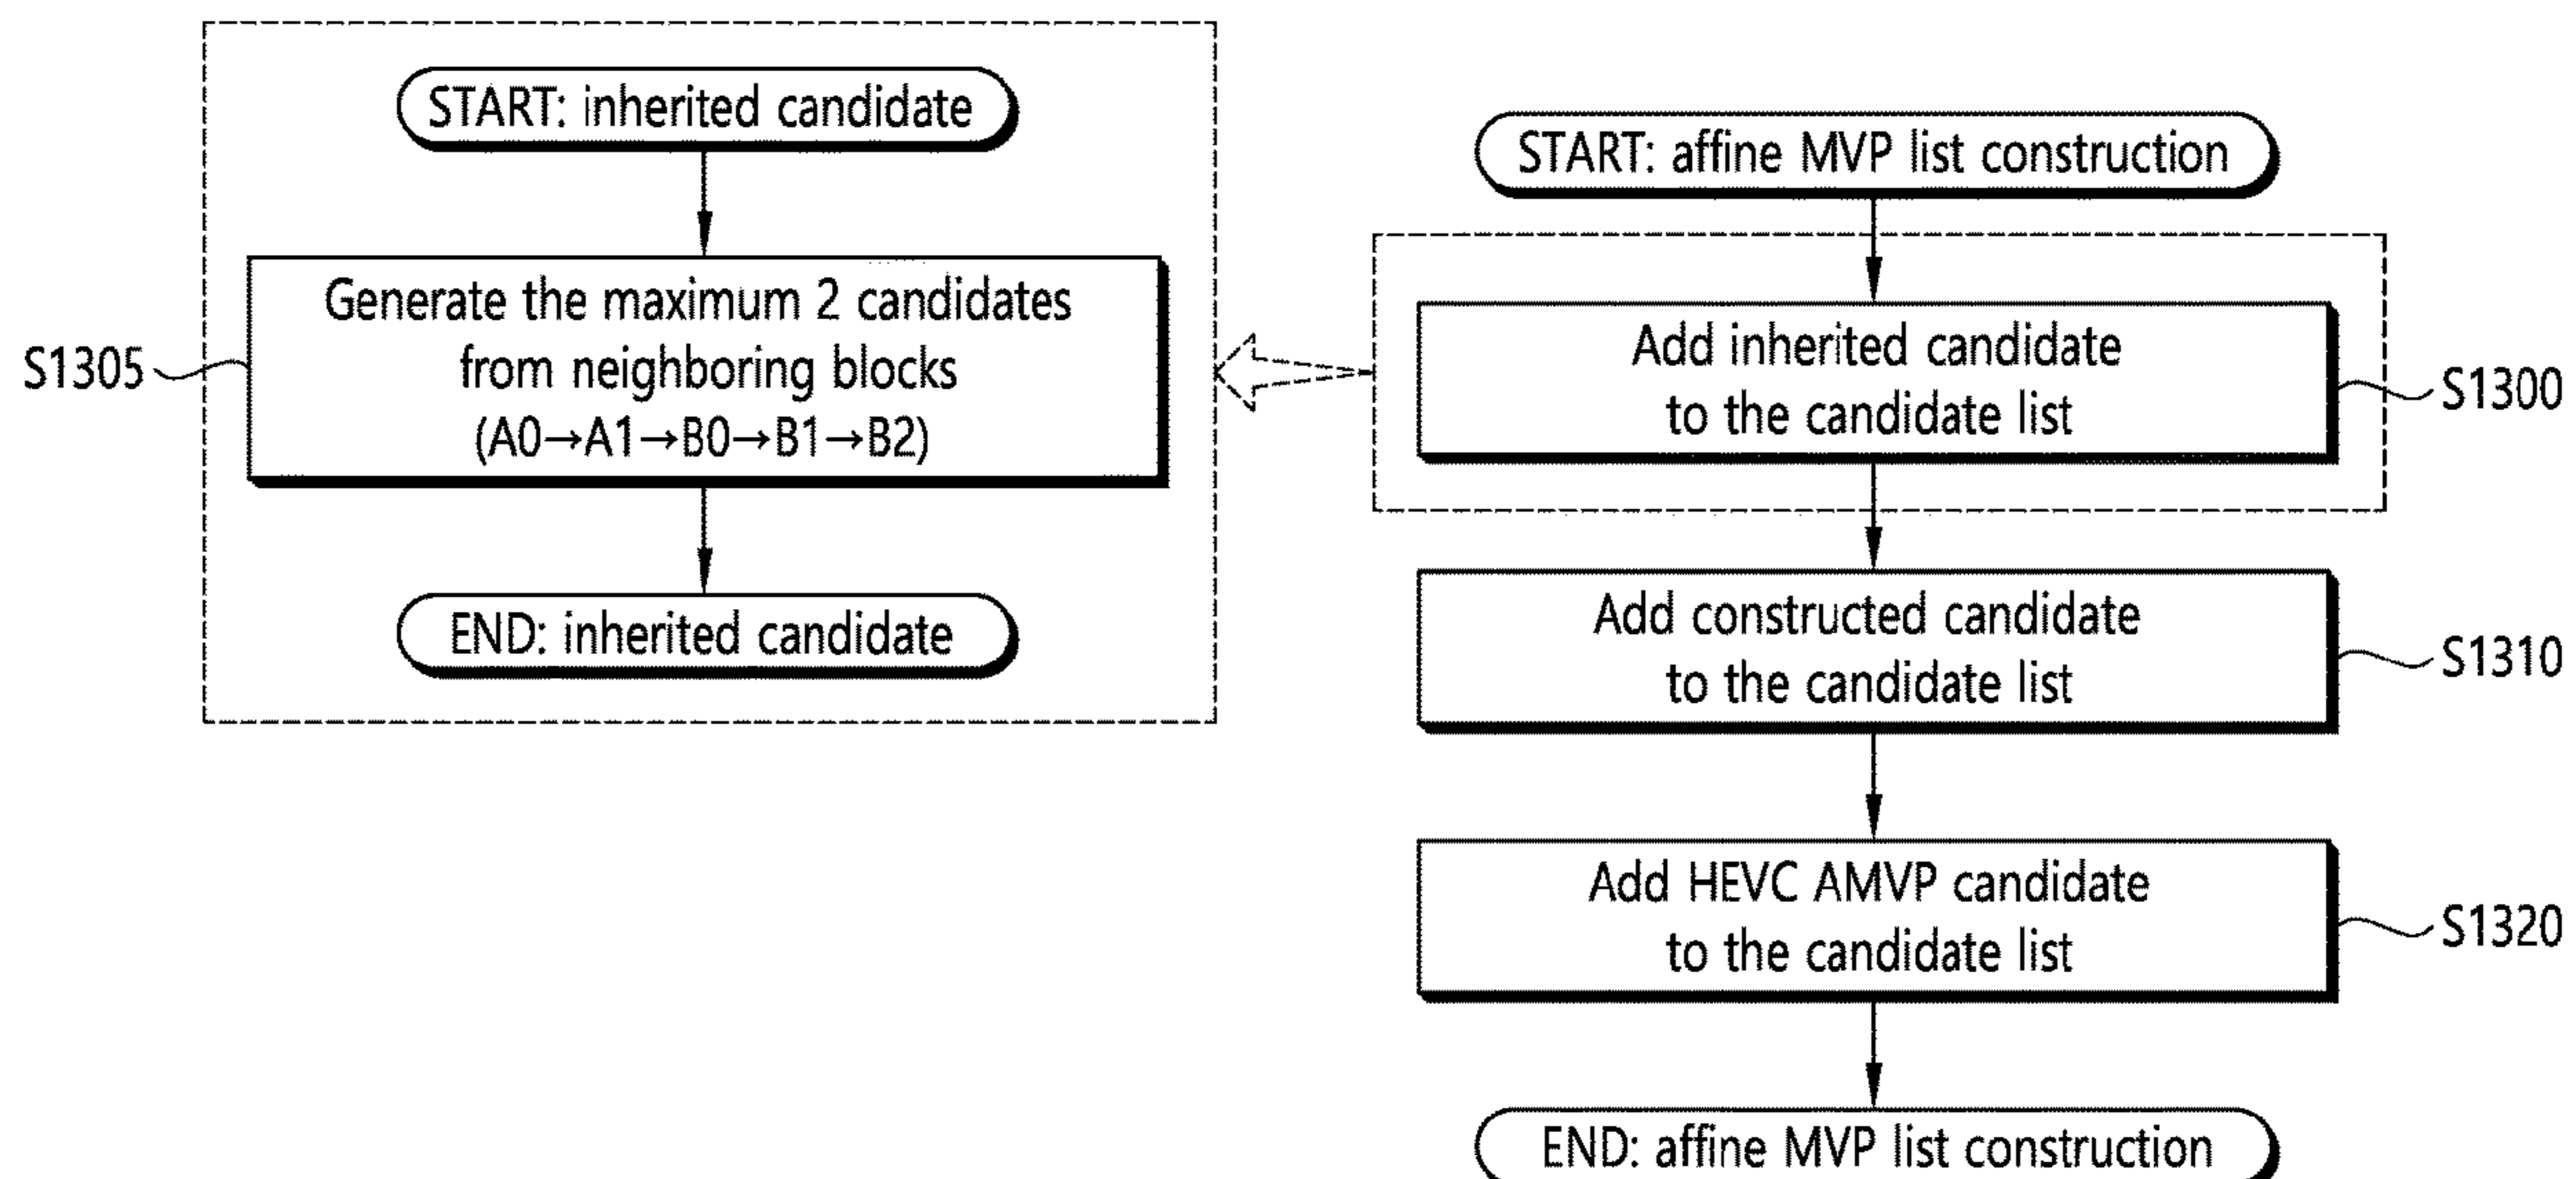 START: inherited candidate
S1305
Generate the maximum 2 candidates
from neighboring blocks
(A0→A1→B0→B1→B2)
END: inherited candidate
START: affine MVP list construction
Add inherited candidate
to the candidate list
S1300
Add constructed candidate
to the candidate list
S1310
Add HEVC AMVP candidate
to the candidate list
S1320
END: affine MVP list construction